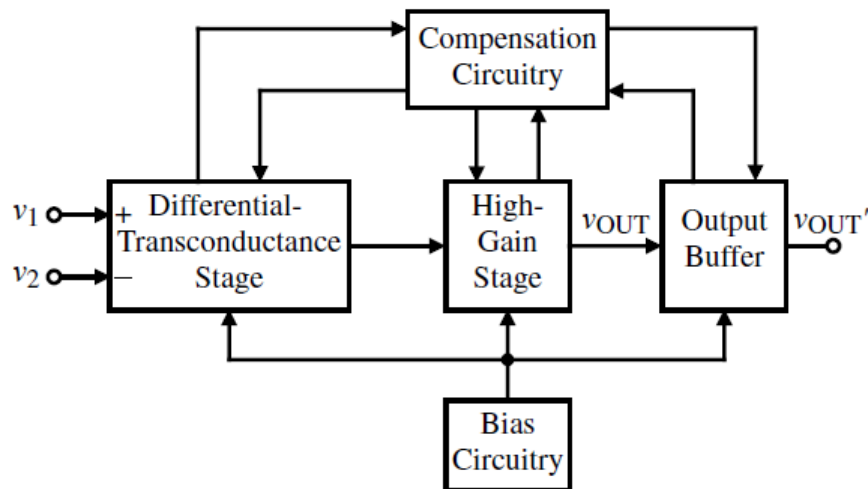 Compensation
Circuitry
v1
+
Differential-
Transconductance
Stage
v2
−
High-
Gain
Stage
vOUT
Output
Buffer
vOUT'
Bias
Circuitry